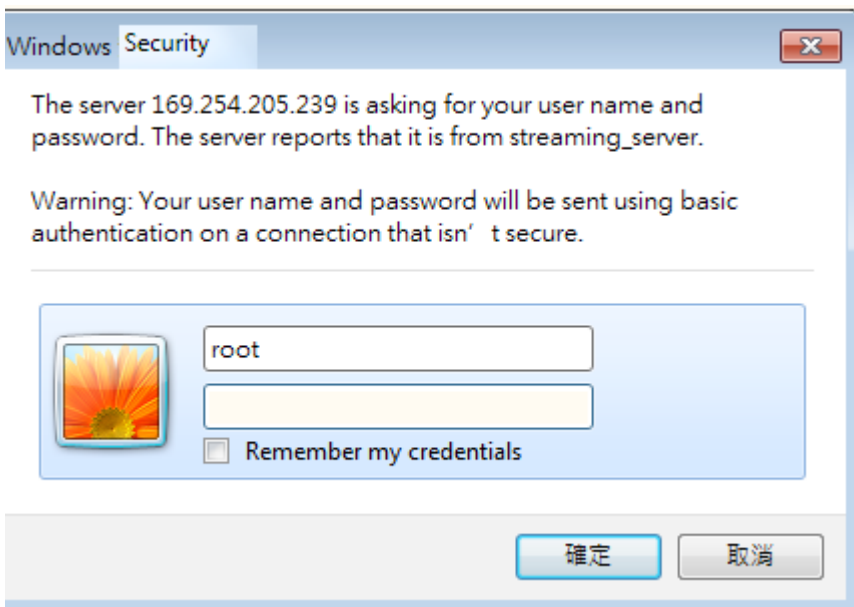 Windows Security
The server 169.254.205.239 is asking for your user name and
password. The server reports that it is from streaming_server.
Warning: Your user name and password will be sent using basic
authentication on a connection that isn’ t secure.
root
Remember my credentials
確定
取消